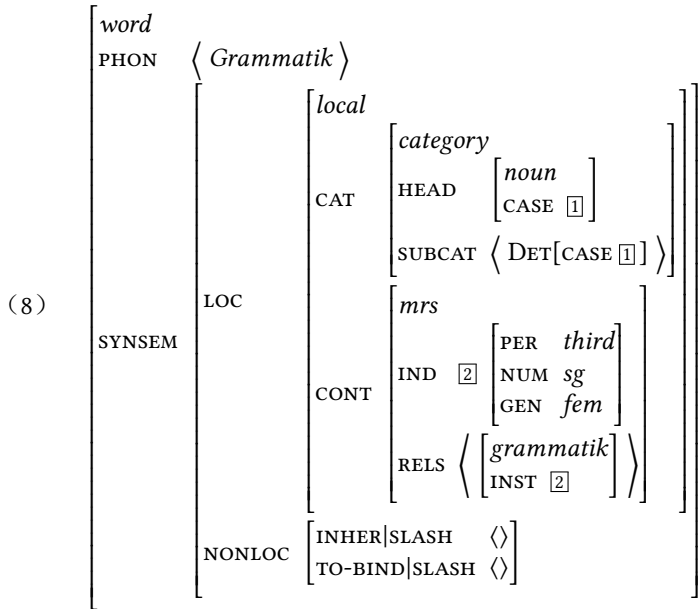 word
PHON ⟨ Grammatik ⟩
local
category
HEAD
noun
CASE 1
CAT
SUBCAT ⟨ DET[CASE 1] ⟩
(8)
LOC
SYNSEM
mrs
IND 2
PER third
NUM sg
GEN fem
CONT
RELS ⟨
grammatik
INST 2
⟩
NONLOC
INHER|SLASH ⟨⟩
TO-BIND|SLASH ⟨⟩